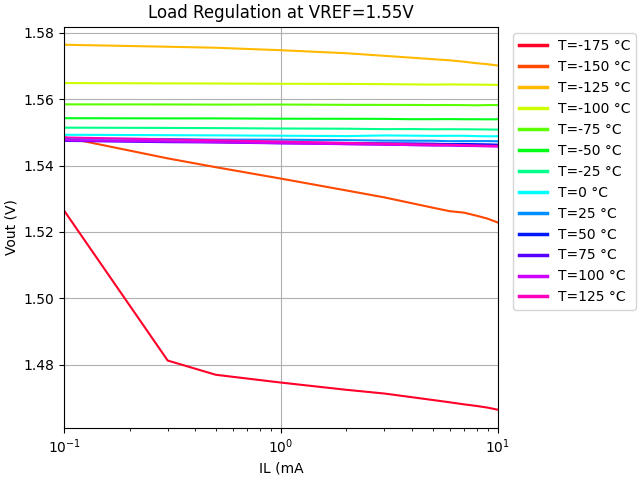 Load Regulation at VREF=1.55V
Vout (V)
1.58
1.56
1.54
1.52
1.50
1.48
10⁻¹
10⁰
10¹
IL (mA
T=-175 °C
T=-150 °C
T=-125 °C
T=-100 °C
T=-75 °C
T=-50 °C
T=-25 °C
T=0 °C
T=25 °C
T=50 °C
T=75 °C
T=100 °C
T=125 °C